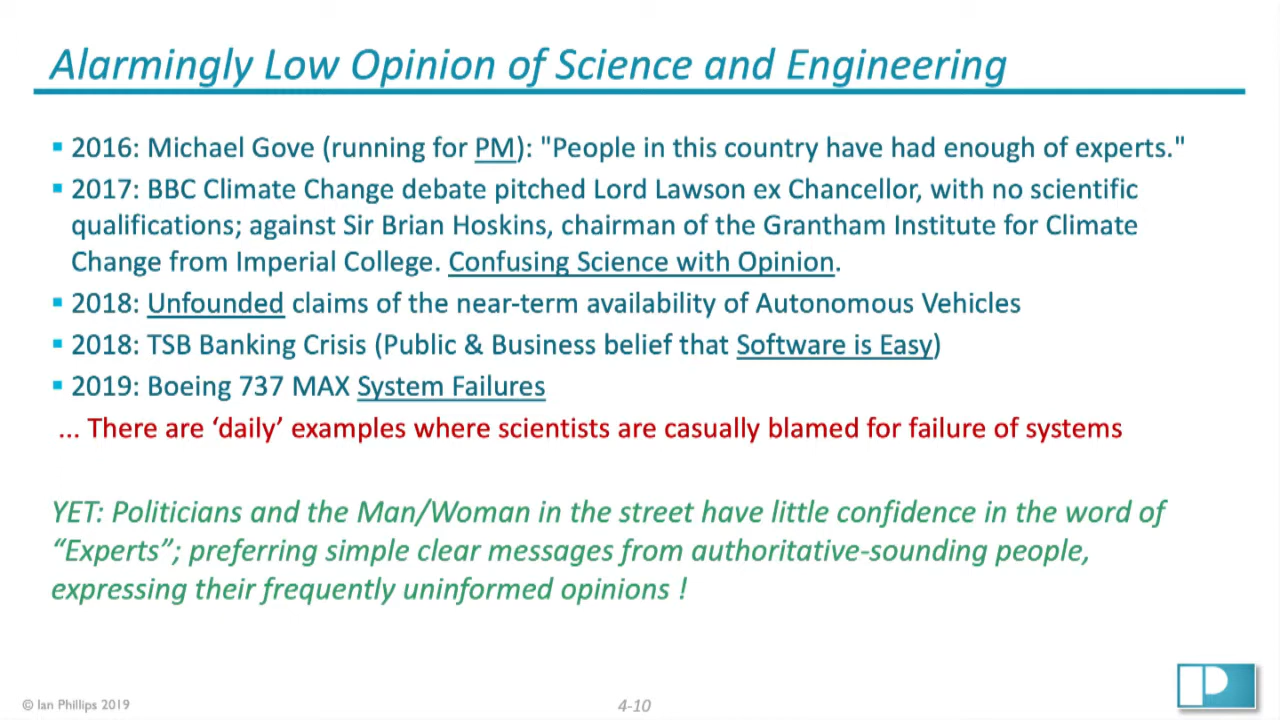 Alarmingly Low Opinion of Science and Engineering
▪ 2016: Michael Gove (running for PM): "People in this country have had enough of experts."
▪ 2017: BBC Climate Change debate pitched Lord Lawson ex Chancellor, with no scientific
qualifications; against Sir Brian Hoskins, chairman of the Grantham Institute for Climate
Change from Imperial College. Confusing Science with Opinion.
▪ 2018: Unfounded claims of the near-term availability of Autonomous Vehicles
▪ 2018: TSB Banking Crisis (Public & Business belief that Software is Easy)
▪ 2019: Boeing 737 MAX System Failures
... There are ‘daily’ examples where scientists are casually blamed for failure of systems
YET: Politicians and the Man/Woman in the street have little confidence in the word of
“Experts”; preferring simple clear messages from authoritative-sounding people,
expressing their frequently uninformed opinions !
© Ian Phillips 2019
4-10
P